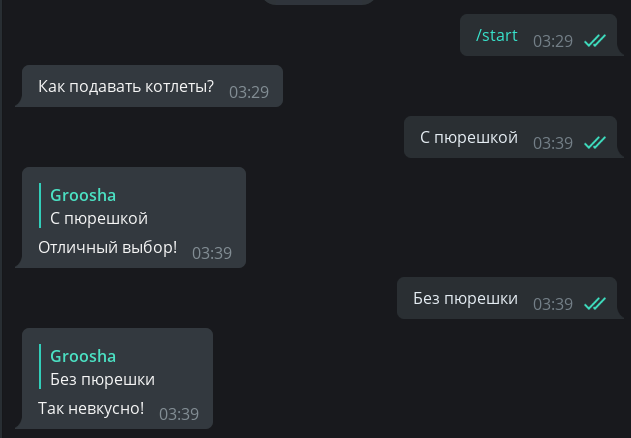 /start 03:29
Как подавать котлеты? 03:29
С пюрешкой 03:39
Groosha
С пюрешкой
Отличный выбор! 03:39
Без пюрешки 03:39
Groosha
Без пюрешки
Так невкусно! 03:39